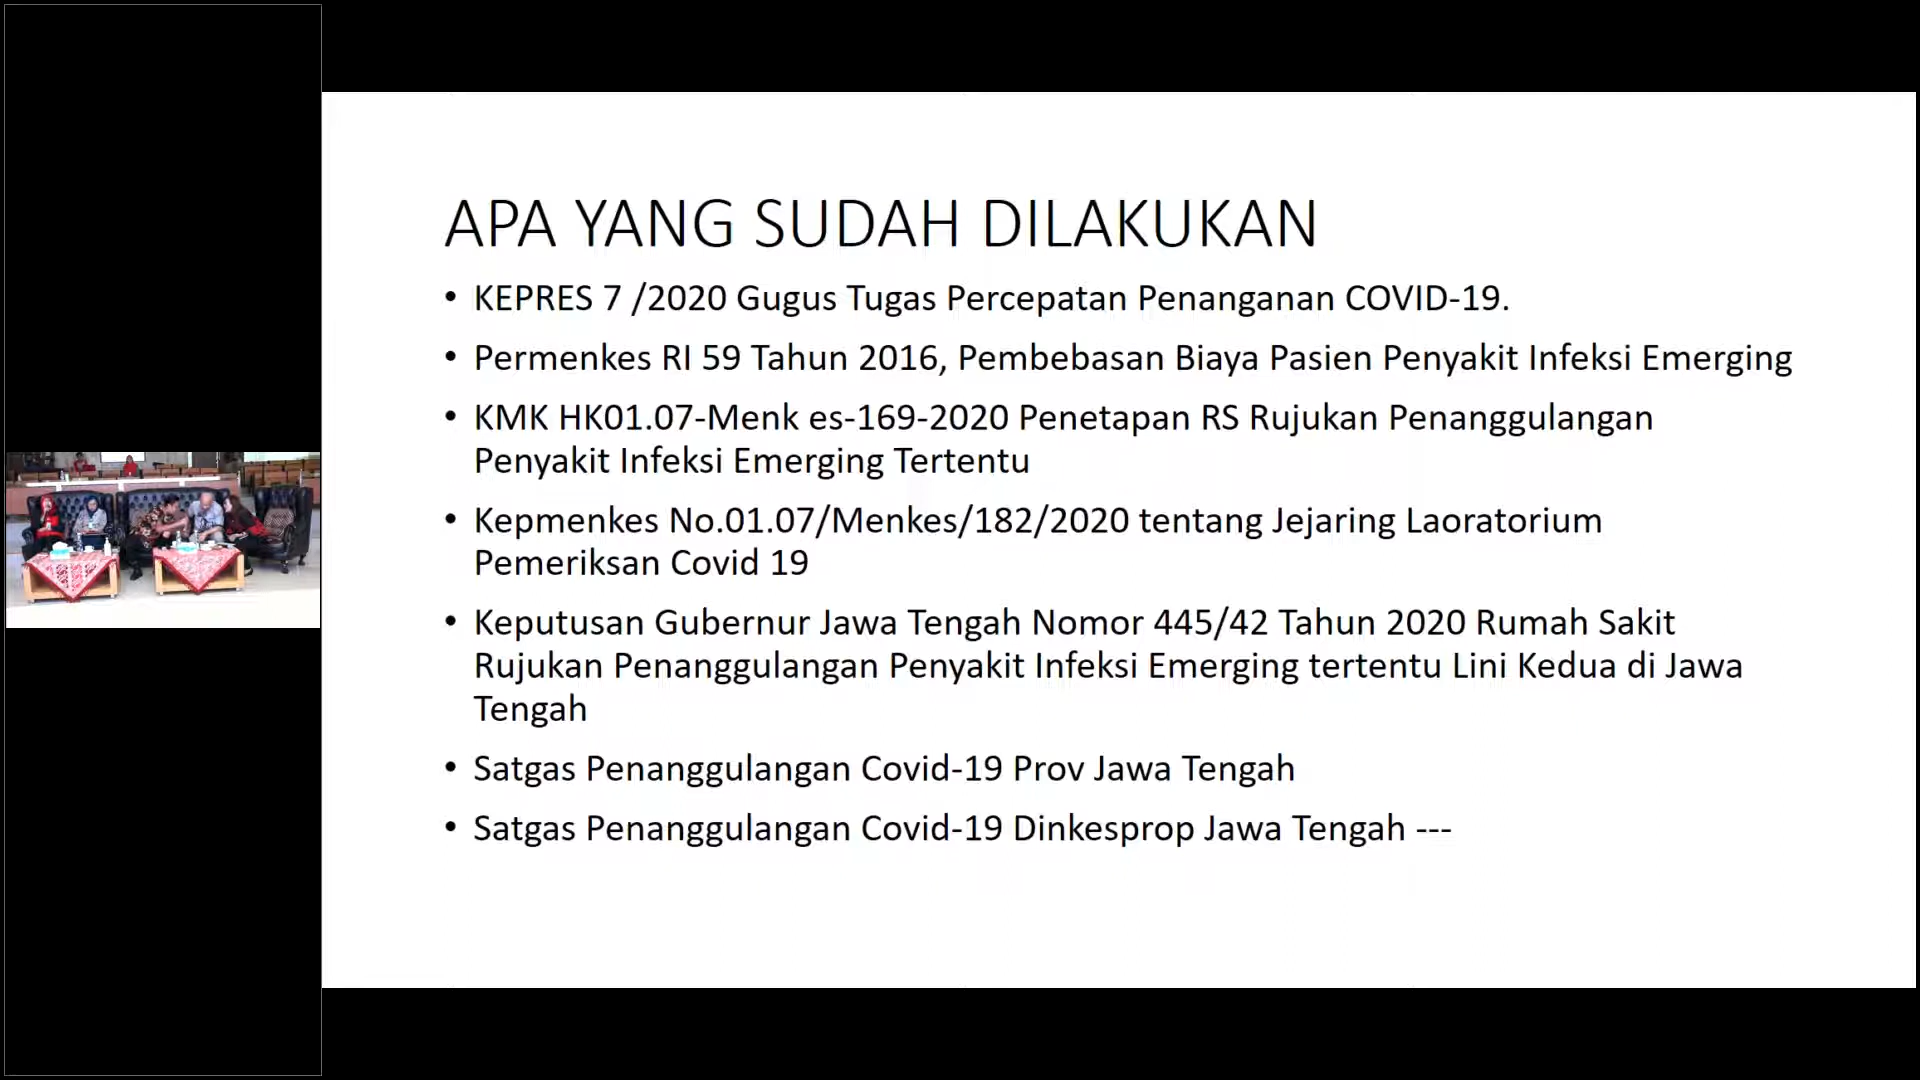 APA YANG SUDAH DILAKUKAN
• KEPRES 7 /2020 Gugus Tugas Percepatan Penanganan COVID-19.
• Permenkes RI 59 Tahun 2016, Pembebasan Biaya Pasien Penyakit Infeksi Emerging
• KMK HK01.07-Menk es-169-2020 Penetapan RS Rujukan Penanggulangan
Penyakit Infeksi Emerging Tertentu
• Kepmenkes No.01.07/Menkes/182/2020 tentang Jejaring Laoratorium
Pemeriksan Covid 19
• Keputusan Gubernur Jawa Tengah Nomor 445/42 Tahun 2020 Rumah Sakit
Rujukan Penanggulangan Penyakit Infeksi Emerging tertentu Lini Kedua di Jawa
Tengah
• Satgas Penanggulangan Covid-19 Prov Jawa Tengah
• Satgas Penanggulangan Covid-19 Dinkesprop Jawa Tengah ---